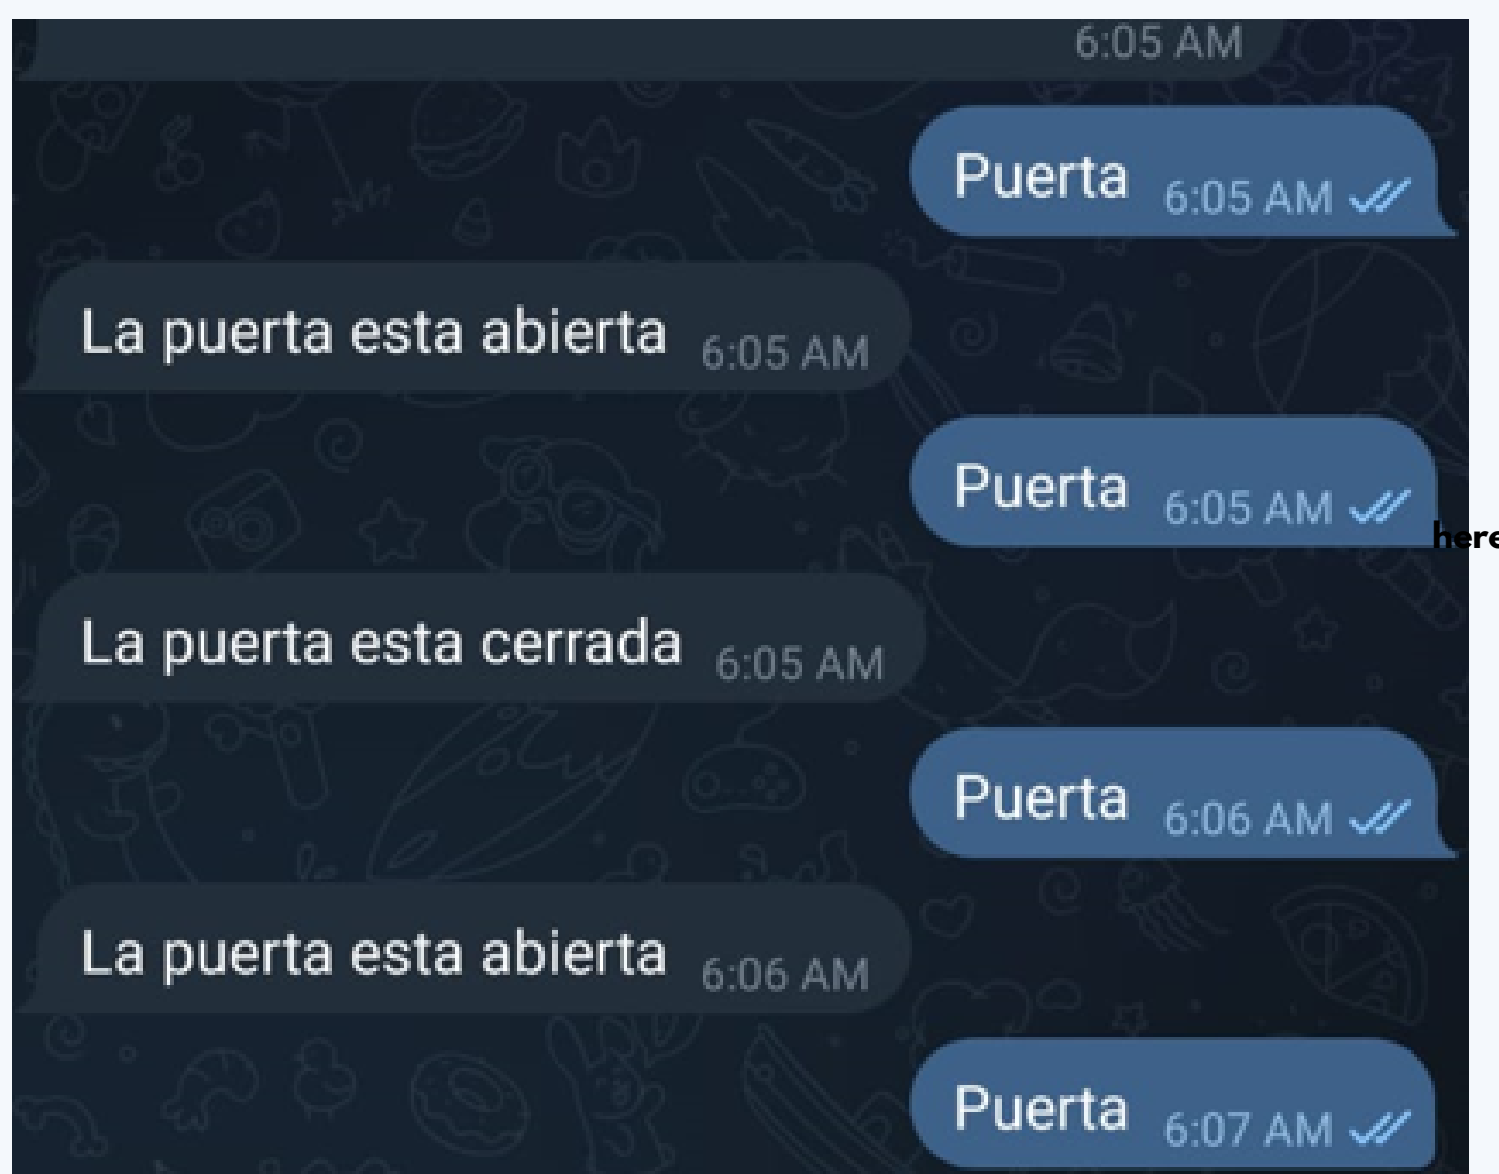 6:05 AM
Puerta 6:05 AM
La puerta esta abierta 6:05 AM
Puerta 6:05 AM
here
La puerta esta cerrada 6:05 AM
Puerta 6:06 AM
La puerta esta abierta 6:06 AM
Puerta 6:07 AM